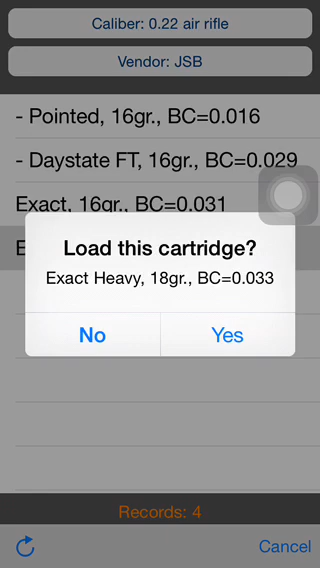 Caliber: 0.22 air rifle
Vendor: JSB
- Pointed, 16gr., BC=0.016
- Daystate FT, 16gr., BC=0.029
Exact, 16gr., BC=0.031
Load this cartridge?
Exact Heavy, 18gr., BC=0.033
No
Yes
Records: 4
Cancel